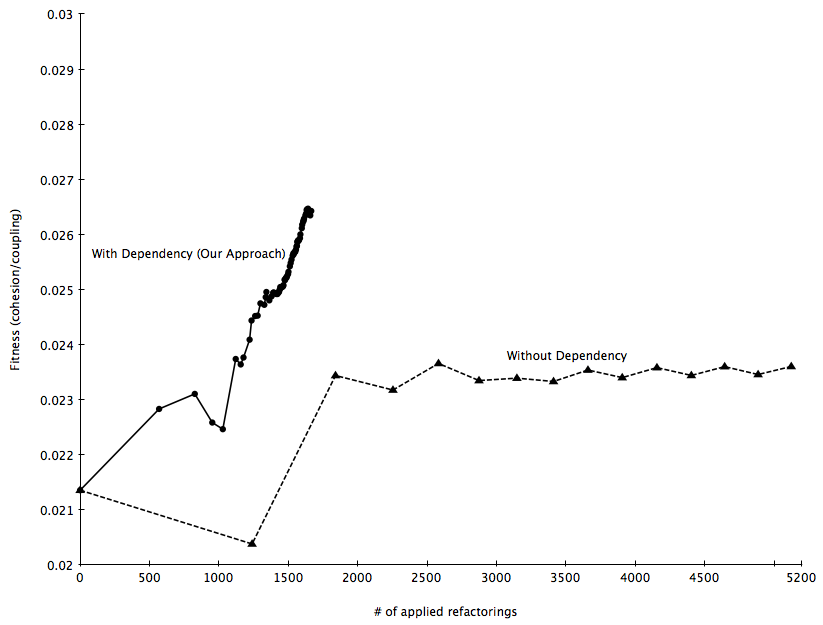 0.03
0.029
0.028
0.027
0.026
0.025
0.024
0.023
0.022
0.021
0.02
Fitness (cohesion/coupling)
With Dependency (Our Approach)
Without Dependency
0 500 1000 1500 2000 2500 3000 3500 4000 4500 5200
# of applied refactorings